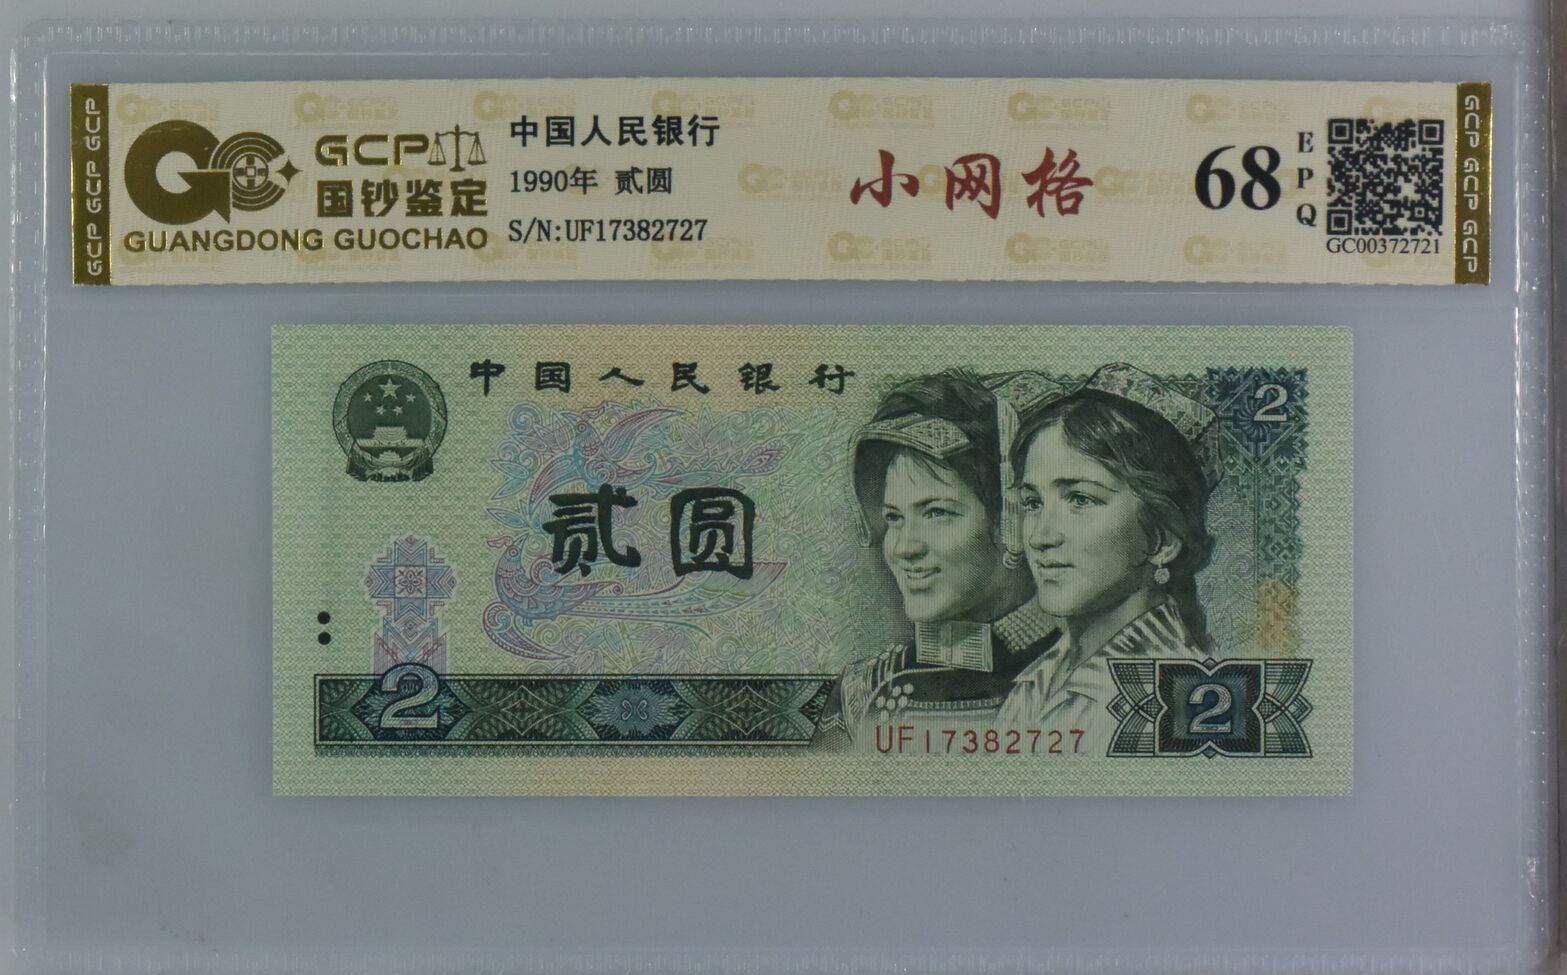 GCP
国钞鉴定
GUANGDONG GUOCHAO
中国人民银行
1990年 贰圆
S/N:UF17382727
小网格
68
EPQ
GC00372721
GCP GCP GCP
GCP GCP GCP
中国人民银行
2
贰圆
2
2
UF17382727